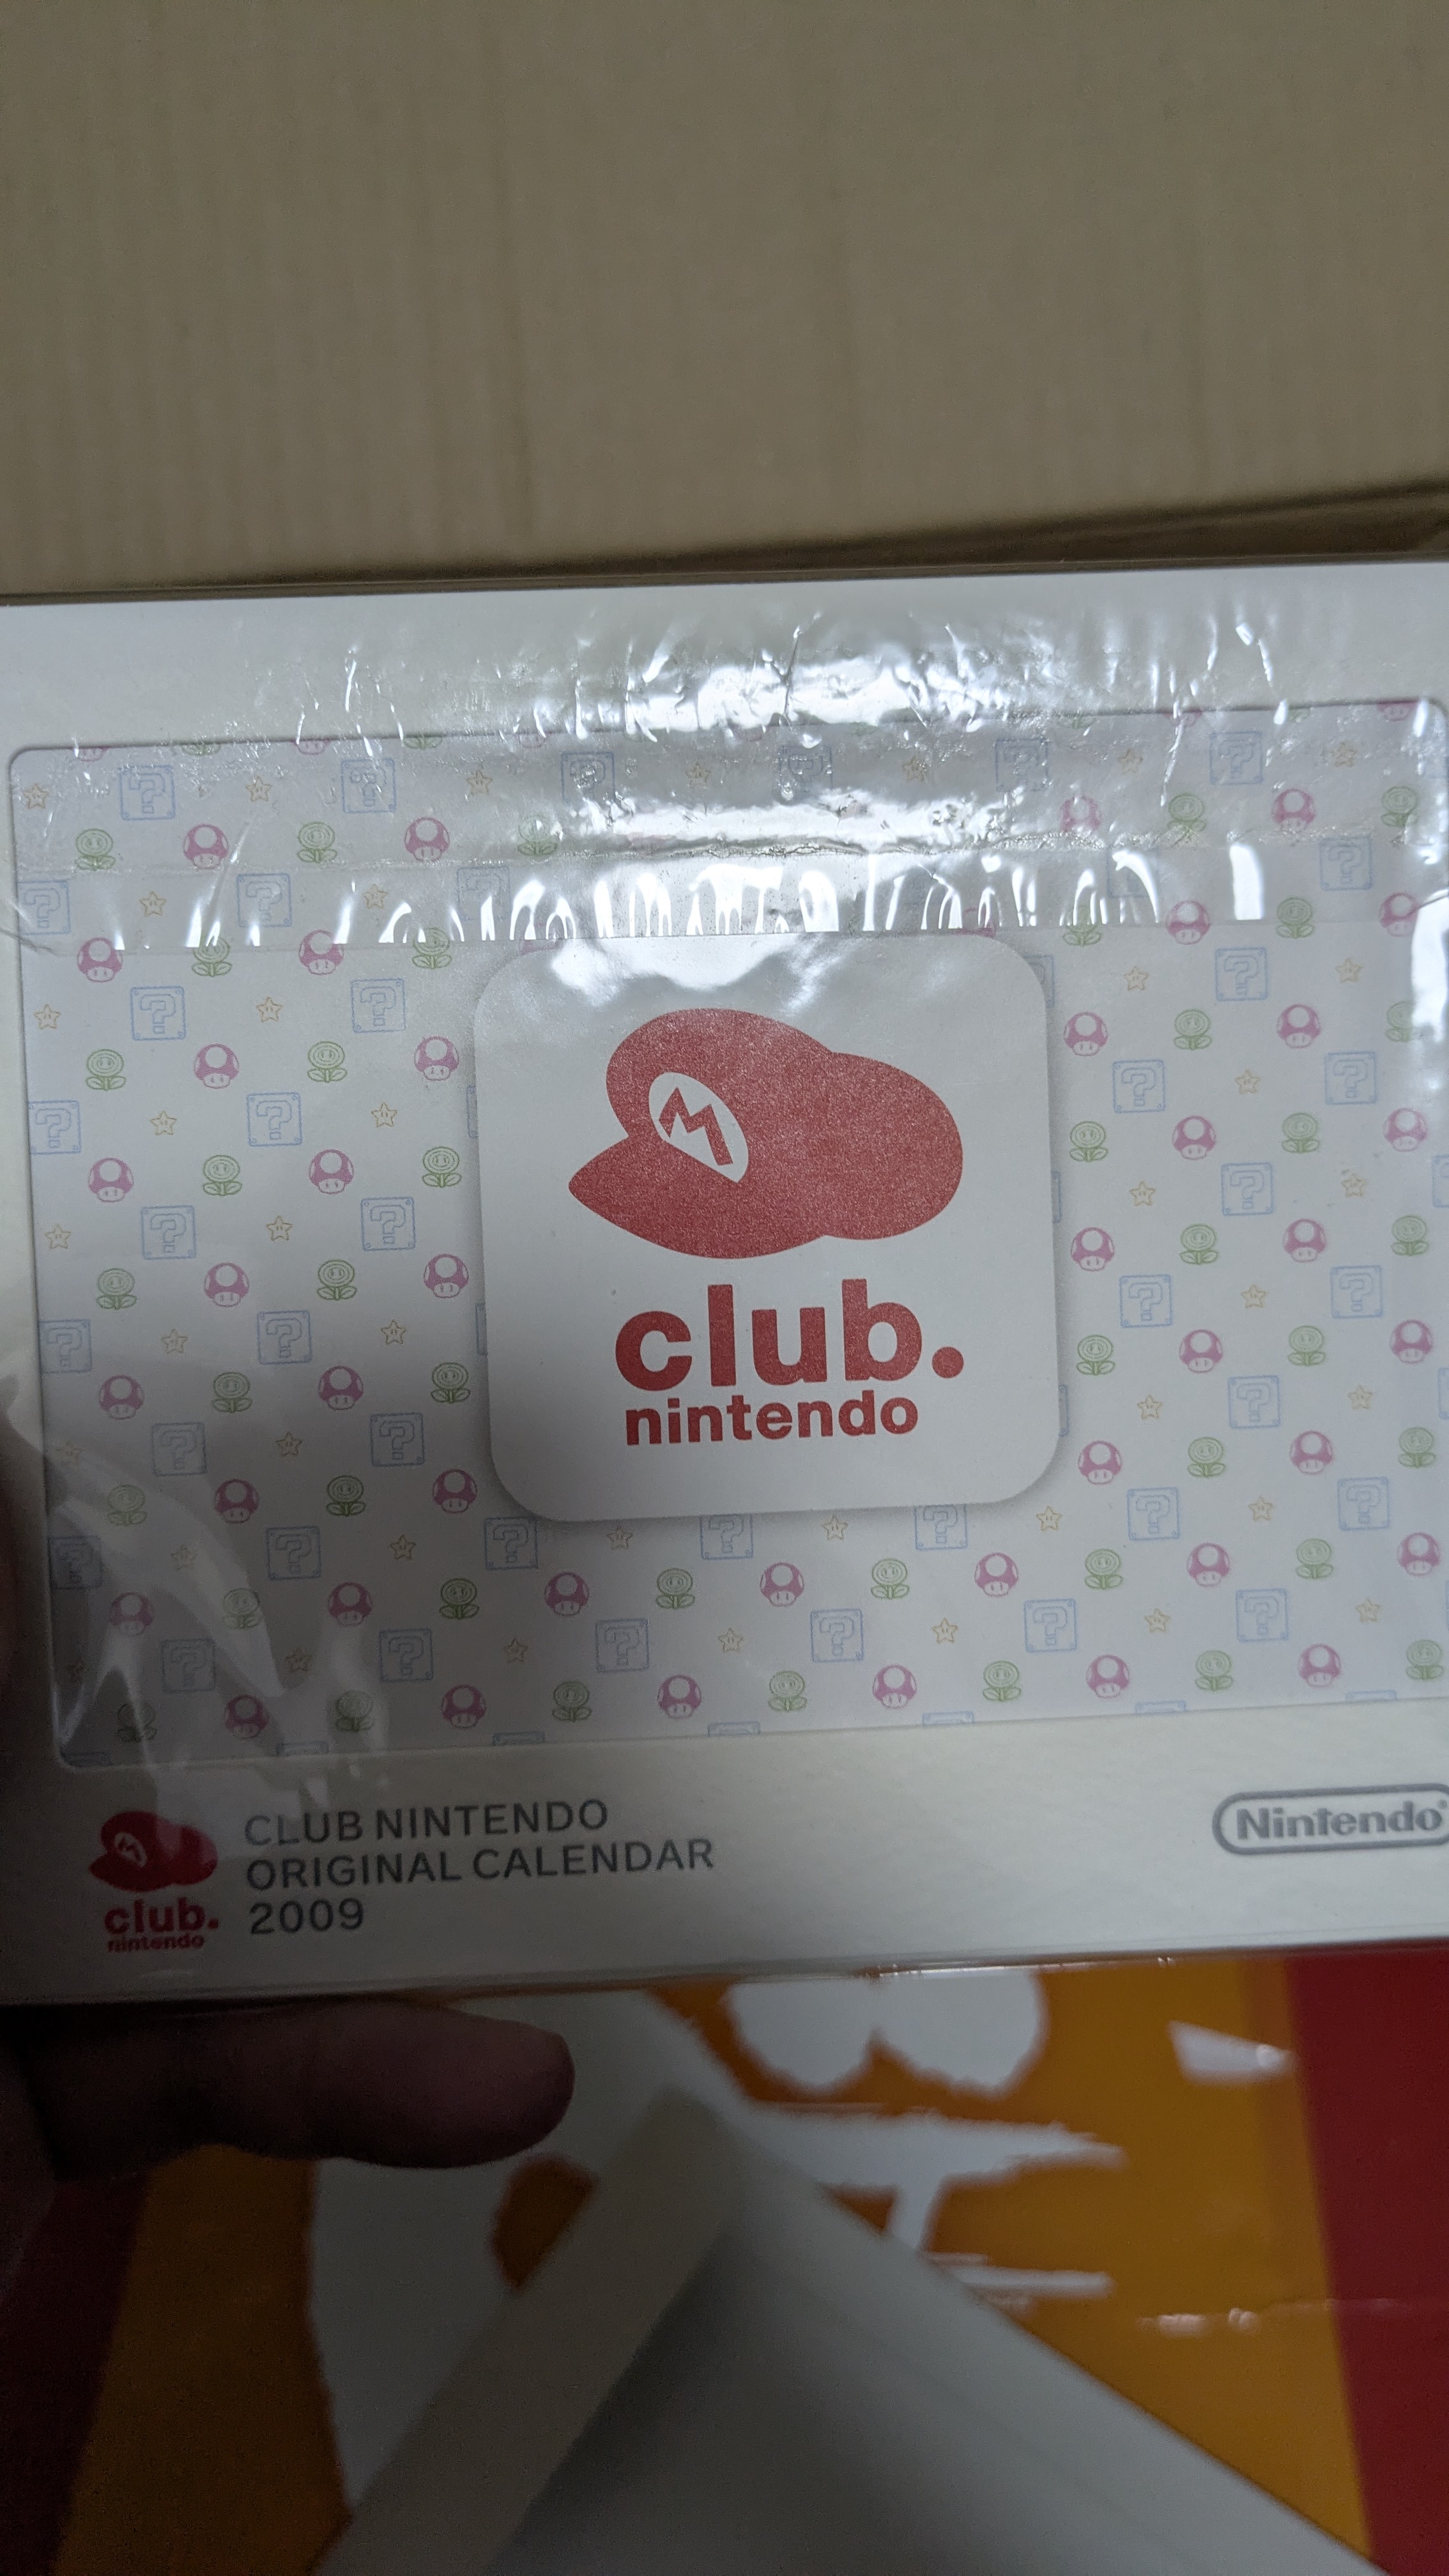 club.
nintendo
club.
nintendo
CLUB NINTENDO
ORIGINAL CALENDAR
2009
Nintendo